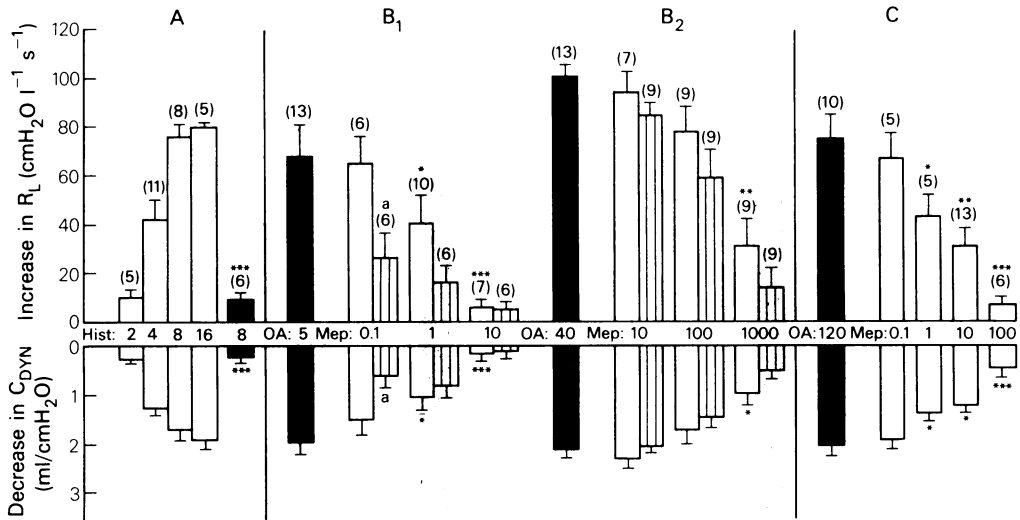 A B₁ B₂ C
Increase in R_L (cmH₂O l⁻¹ s⁻¹)
120
100
80
60
40
20
0
(5) (11) (8) (5) *** (6)
(13) (6) a (6) * (10) (6) *** (7) (6)
(13) (7) (9) (8) (9) ** (9) (9)
(10) (5) * (5) ** (13) *** (6)
Hist: 2 4 8 16 8 OA: 5 Mep: 0.1 1 10 OA: 40 Mep: 10 100 1000 OA: 120 Mep: 0.1 1 10 100
Decrease in C_DYN
(ml/cmH₂O)
0
1
2
3
*** a * *** * * * ***